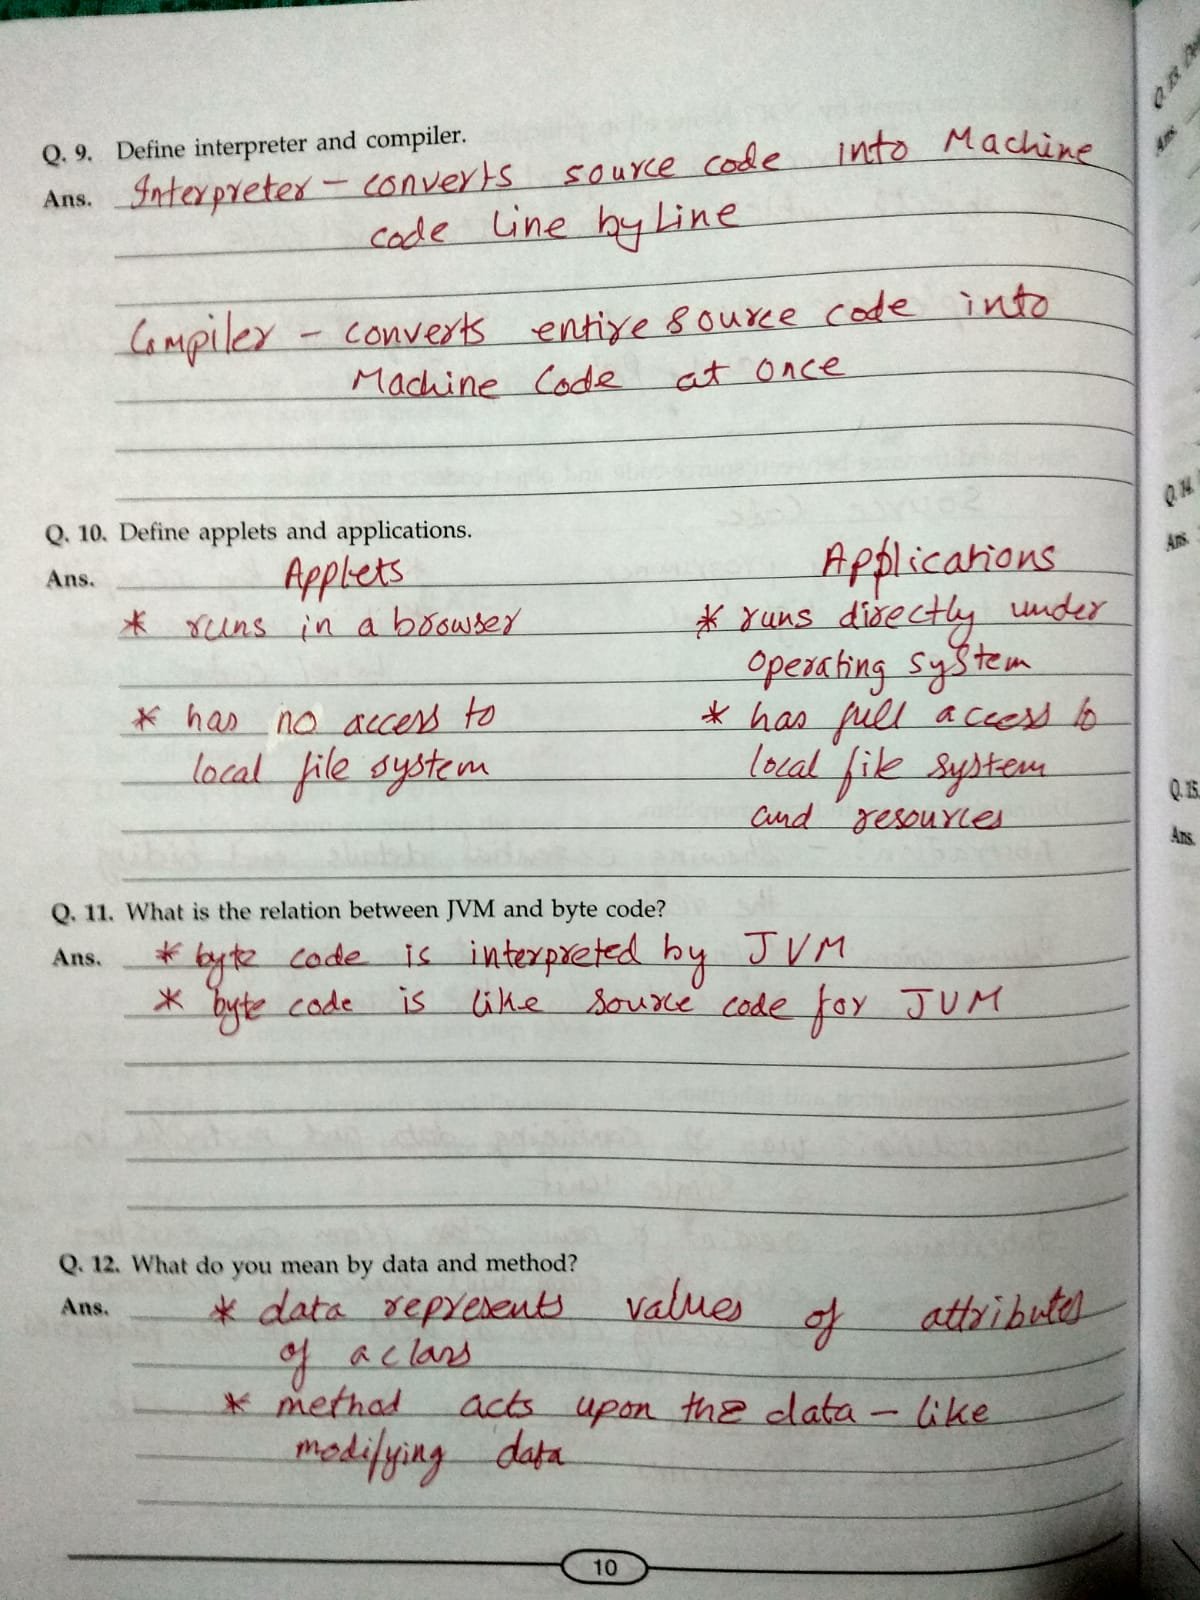 Q. 9. Define interpreter and compiler.
Ans. Interpreter – converts source code into Machine
code line by Line
Compiler – converts entire source code into
Machine Code at once
Q. 10. Define applets and applications.
Ans. Applets Applications
* runs in a browser * runs directly under
operating system
* has no access to * has full access to
local file system local file system
and resources
Q. 11. What is the relation between JVM and byte code?
Ans. * byte code is interpreted by JVM
* byte code is like source code for JVM
Q. 12. What do you mean by data and method?
Ans. * data represents values of attributes
of a class
* method acts upon the data – like
modifying data
10
Ans.
Q. 14.
Ans.
Q. 15.
Ans.